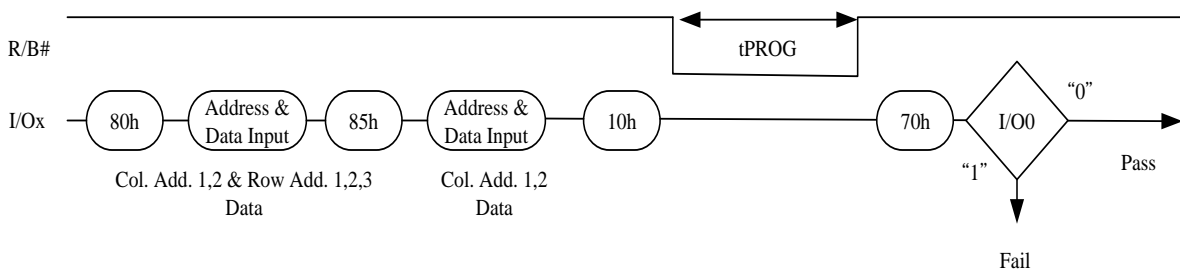 R/B#
tPROG
I/Ox
80h
Address &
Data Input
85h
Address &
Data Input
10h
70h
I/O0
“0”
“1”
Pass
Col. Add. 1,2 & Row Add. 1,2,3
Data
Col. Add. 1,2
Data
Fail